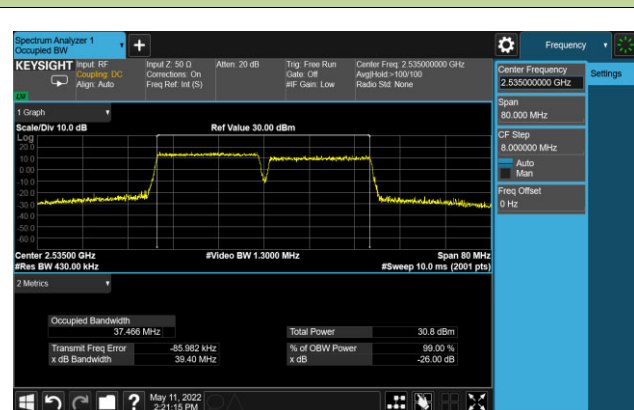 Spectrum Analyzer 1
Occupied BW
Frequency
KEYSIGHT
Input: RF
Coupling: DC
Align: Auto
Input Z: 50 Ω
Corrections: On
Freq Ref: Int (S)
Atten: 20 dB
Trig: Free Run
Gate: Off
#IF Gain: Low
Center Freq: 2.535000000 GHz
Avg|Hold:>100/100
Radio Std: None
LXI
Center Frequency
2.535000000 GHz
Settings
Span
80.000 MHz
CF Step
8.000000 MHz
Auto
Man
Freq Offset
0 Hz
1 Graph
Scale/Div 10.0 dB
Ref Value 30.00 dBm
Log
20.0
10.0
0.00
-10.0
-20.0
-30.0
-40.0
-50.0
-60.0
Center 2.53500 GHz
#Video BW 1.3000 MHz
Span 80 MHz
#Res BW 430.00 kHz
#Sweep 10.0 ms (2001 pts)
2 Metrics
Occupied Bandwidth
37.466 MHz
Total Power 30.8 dBm
Transmit Freq Error -85.982 kHz
% of OBW Power 99.00 %
x dB Bandwidth 39.40 MHz
x dB -26.00 dB
?
May 11, 2022
2:21:15 PM